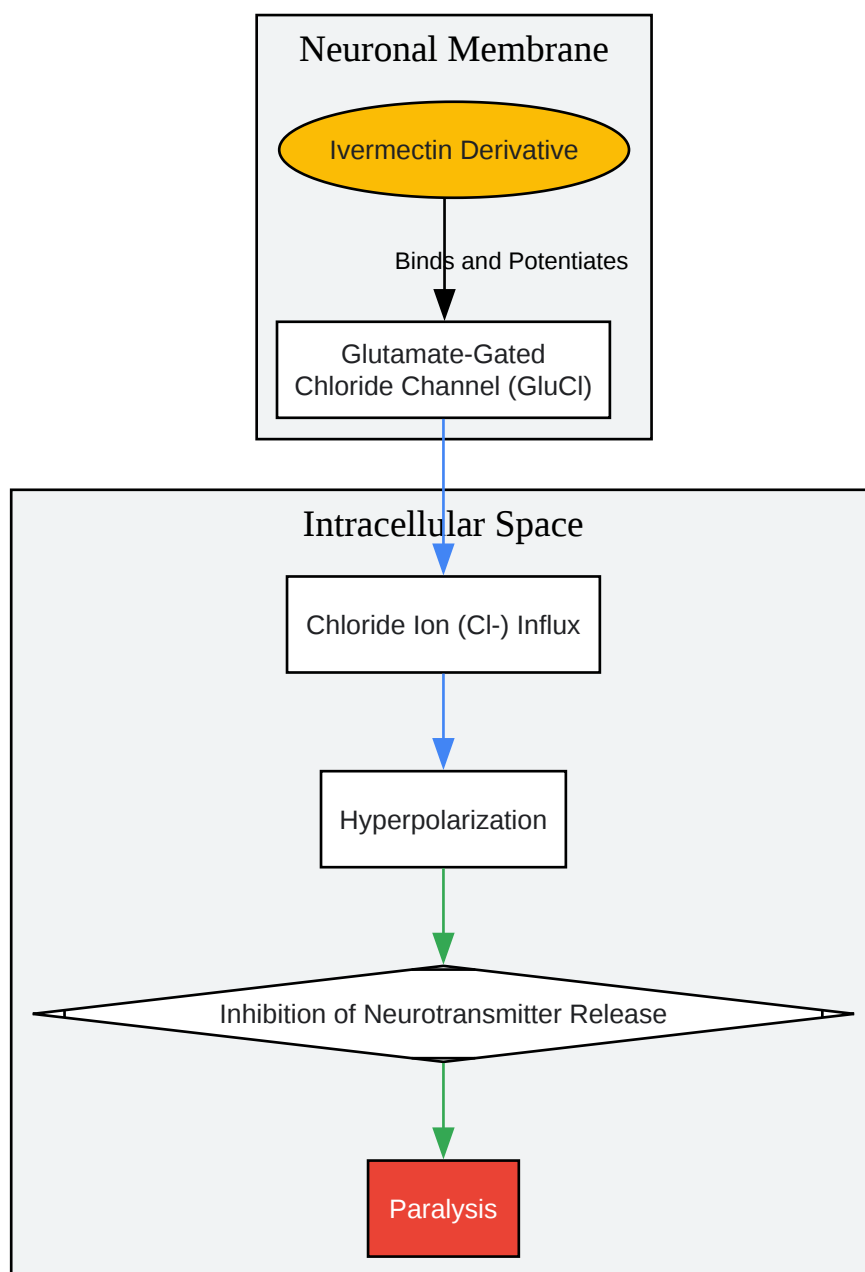 Neuronal Membrane
Ivermectin Derivative
Binds and Potentiates
Glutamate-Gated
Chloride Channel (GluCl)
Intracellular Space
Chloride Ion (Cl-) Influx
Hyperpolarization
Inhibition of Neurotransmitter Release
Paralysis